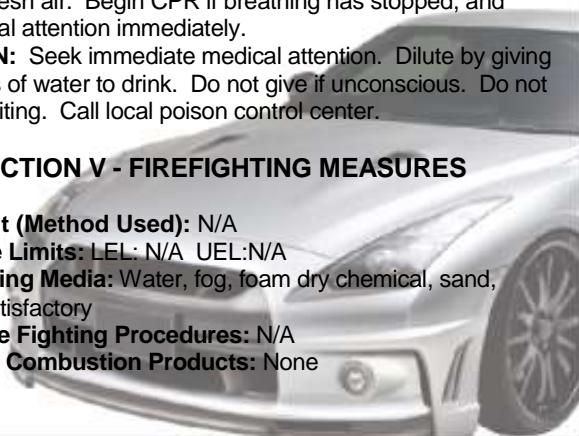 esh air.  Begin CPR if breathing has stopped, and
al attention immediately.
N:  Seek immediate medical attention.  Dilute by giving
s of water to drink.  Do not give if unconscious.  Do not
iting.  Call local poison control center.
CTION V - FIREFIGHTING MEASURES
t (Method Used): N/A
e Limits: LEL: N/A  UEL:N/A
ing Media: Water, fog, foam dry chemical, sand,
tisfactory
e Fighting Procedures: N/A
Combustion Products: None